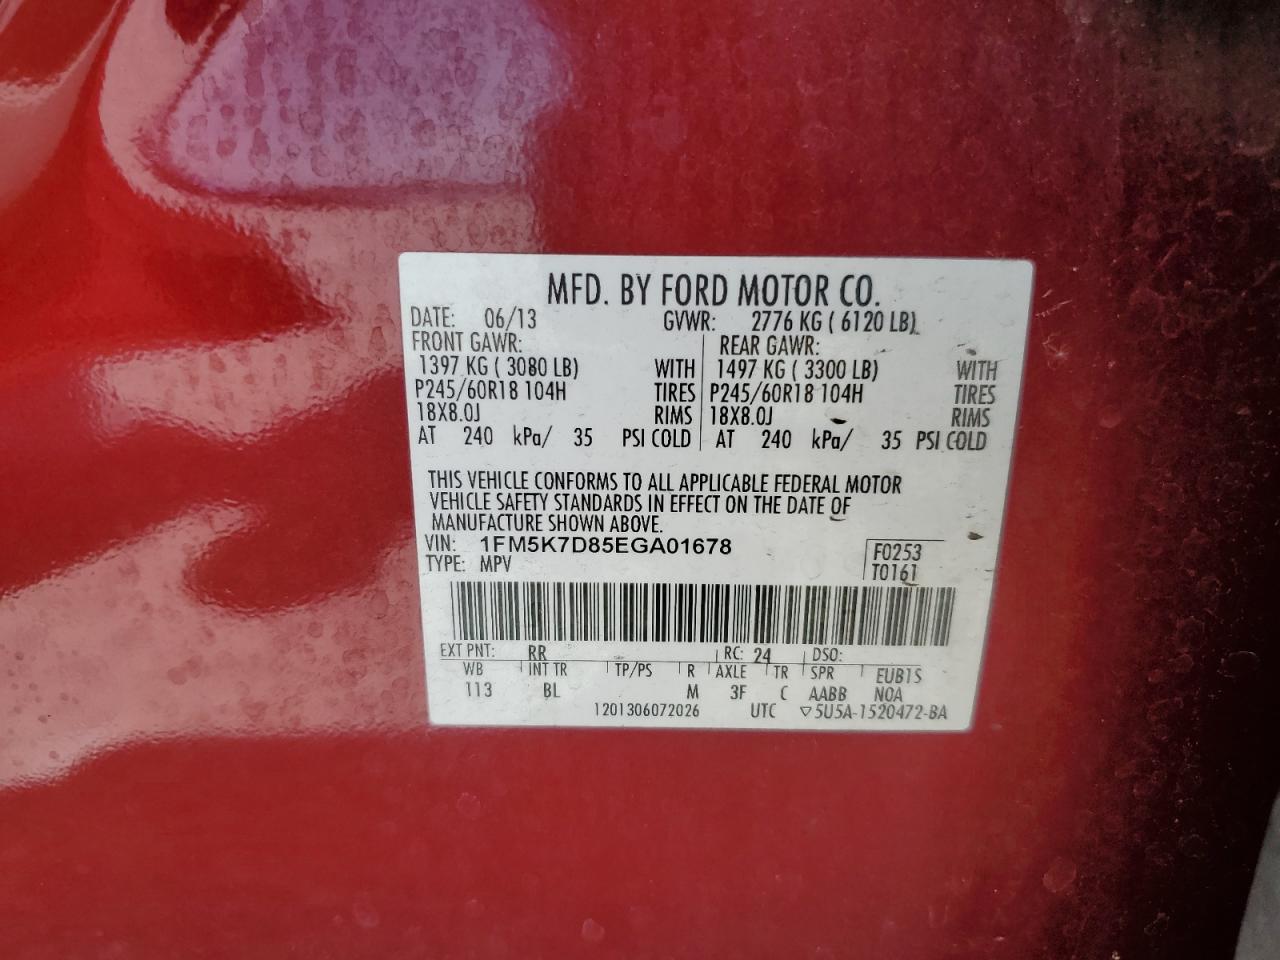 MFD. BY FORD MOTOR CO.
DATE: 06/13 GVWR: 2776 KG ( 6120 LB)
FRONT GAWR: REAR GAWR:
1397 KG ( 3080 LB) WITH 1497 KG ( 3300 LB) WITH
P245/60R18 104H TIRES P245/60R18 104H TIRES
18X8.0J RIMS 18X8.0J RIMS
AT 240 kPa/ 35 PSI COLD AT 240 kPa/ 35 PSI COLD
THIS VEHICLE CONFORMS TO ALL APPLICABLE FEDERAL MOTOR
VEHICLE SAFETY STANDARDS IN EFFECT ON THE DATE OF
MANUFACTURE SHOWN ABOVE.
VIN: 1FM5K7D85EGA01678 F0253
TYPE: MPV T0161
EXT PNT: RR RC: 24 DSO:
WB INT TR TP/PS R AXLE TR SPR EUB1S
113 BL M 3F C AABB NOA
1201306072026 UTC ▽5U5A-1520472-BA